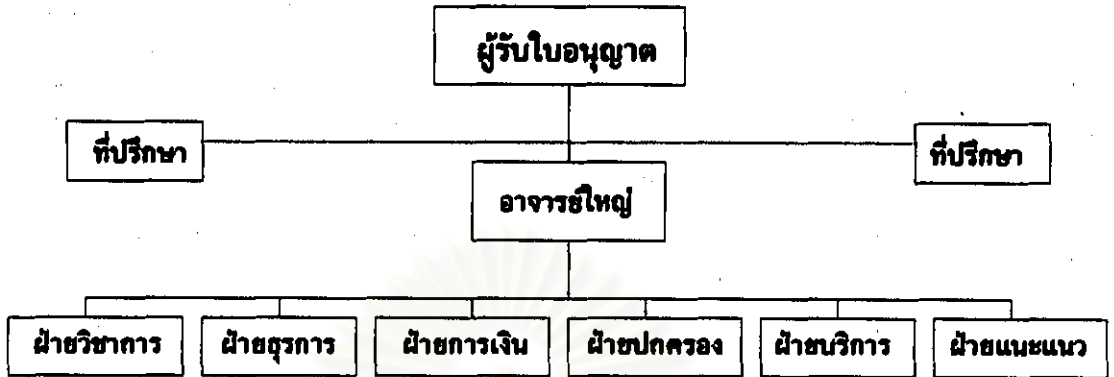 ผู้รับใบอนุญาต
ที่ปรึกษา
ที่ปรึกษา
อาจารย์ใหญ่
ฝ่ายวิชาการ
ฝ่ายธุรการ
ฝ่ายการเงิน
ฝ่ายปกครอง
ฝ่ายบริการ
ฝ่ายแนะแนว